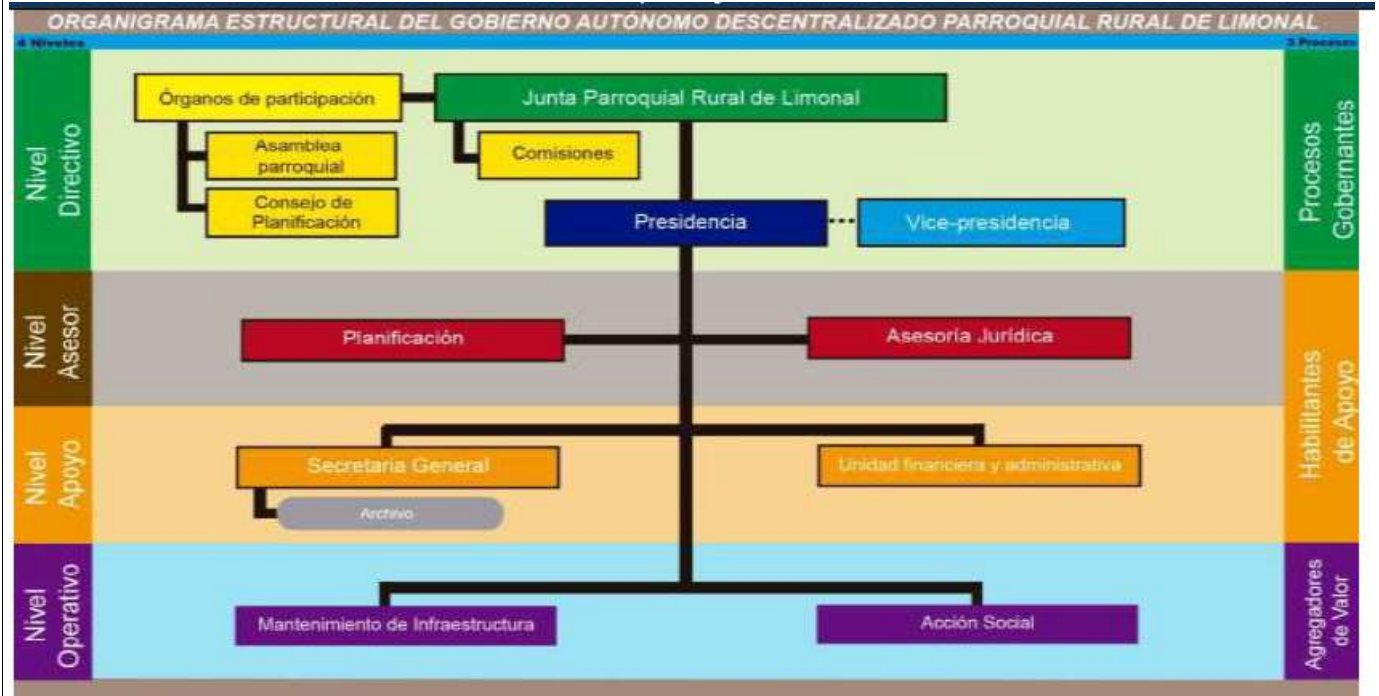 ORGANIGRAMA ESTRUCTURAL DEL GOBIERNO AUTÓNOMO DESCENTRALIZADO PARROQUIAL RURAL DE LIMONAL
4 Niveles
3 Procesos
Nivel
Directivo
Órganos de participación
Junta Parroquial Rural de Limonal
Asamblea
parroquial
Comisiones
Consejo de
Planificación
Presidencia
Vice-presidencia
Procesos
Gobernantes
Nivel
Asesor
Planificación
Asesoría Jurídica
Habilitantes
de Apoyo
Nivel
Apoyo
Secretaria General
Unidad financiera y administrativa
Archivo
Nivel
Operativo
Mantenimiento de Infraestructura
Acción Social
Agregadores
de Valor